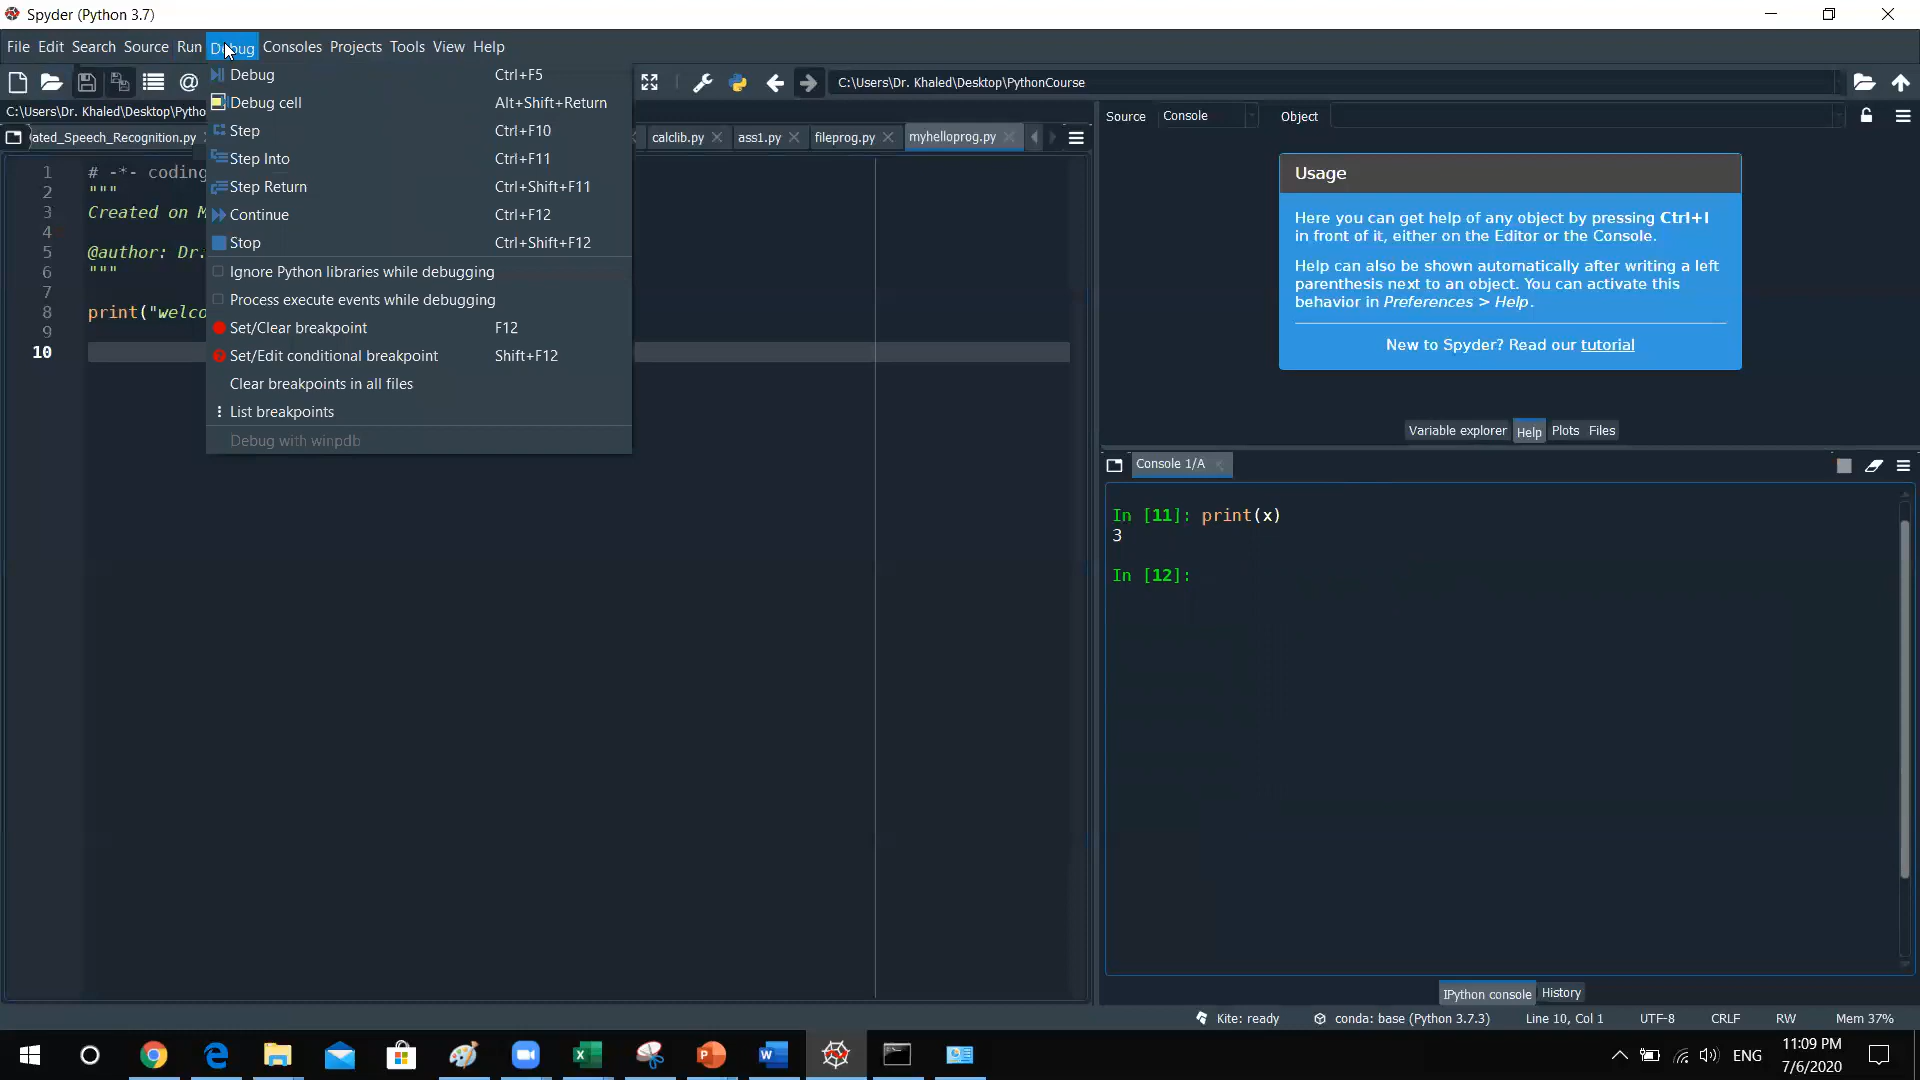 Spyder (Python 3.7)
File Edit Search Source Run Debug Consoles Projects Tools View Help
C:\Users\Dr. Khaled\Desktop\PythonCourse
C:\Users\Dr. Khaled\Desktop\Pytho
ated_Speech_Recognition.py
calclib.py
ass1.py
fileprog.py
myhelloprog.py
Debug Ctrl+F5
Debug cell Alt+Shift+Return
Step Ctrl+F10
Step Into Ctrl+F11
Step Return Ctrl+Shift+F11
Continue Ctrl+F12
Stop Ctrl+Shift+F12
Ignore Python libraries while debugging
Process execute events while debugging
Set/Clear breakpoint F12
Set/Edit conditional breakpoint Shift+F12
Clear breakpoints in all files
List breakpoints
Debug with winpdb
1 # -*- coding
2 """
3 Created on M
4
5 @author: Dr.
6 """
7
8 print("welco
9
10
Source Console Object
Usage
Here you can get help of any object by pressing Ctrl+I
in front of it, either on the Editor or the Console.
Help can also be shown automatically after writing a left
parenthesis next to an object. You can activate this
behavior in Preferences > Help.
New to Spyder? Read our tutorial
Variable explorer Help Plots Files
Console 1/A
In [11]: print(x)
3
In [12]:
IPython console History
Kite: ready conda: base (Python 3.7.3) Line 10, Col 1 UTF-8 CRLF RW Mem 37%
ENG
11:09 PM
7/6/2020